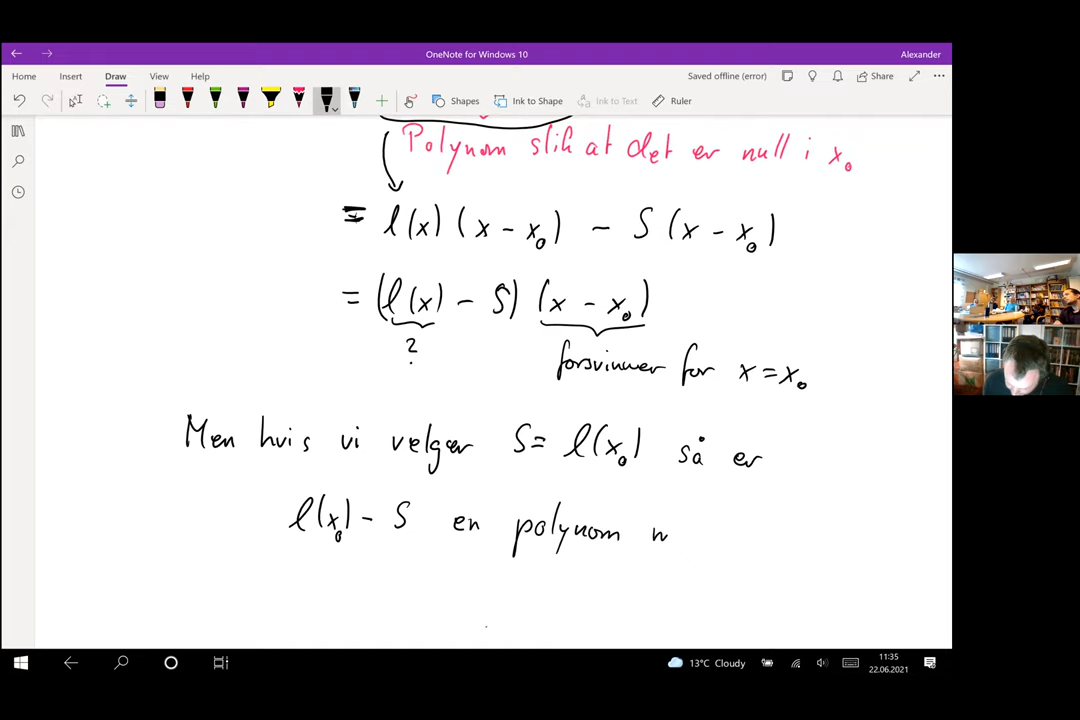 OneNote for Windows 10
Alexander
Home Insert Draw View Help
Saved offline (error)
Share
Shapes
Ink to Shape
Ink to Text
Ruler
Polynom slik at det er null i x₀
= l(x) (x - x₀) - S (x - x₀)
= (l(x) - S) (x - x₀)
?
forsvinner for x = x₀
Men hvis vi velger S = l(x₀) så er
l(x₀) - S en polynom
13°C Cloudy
11:35
22.06.2021